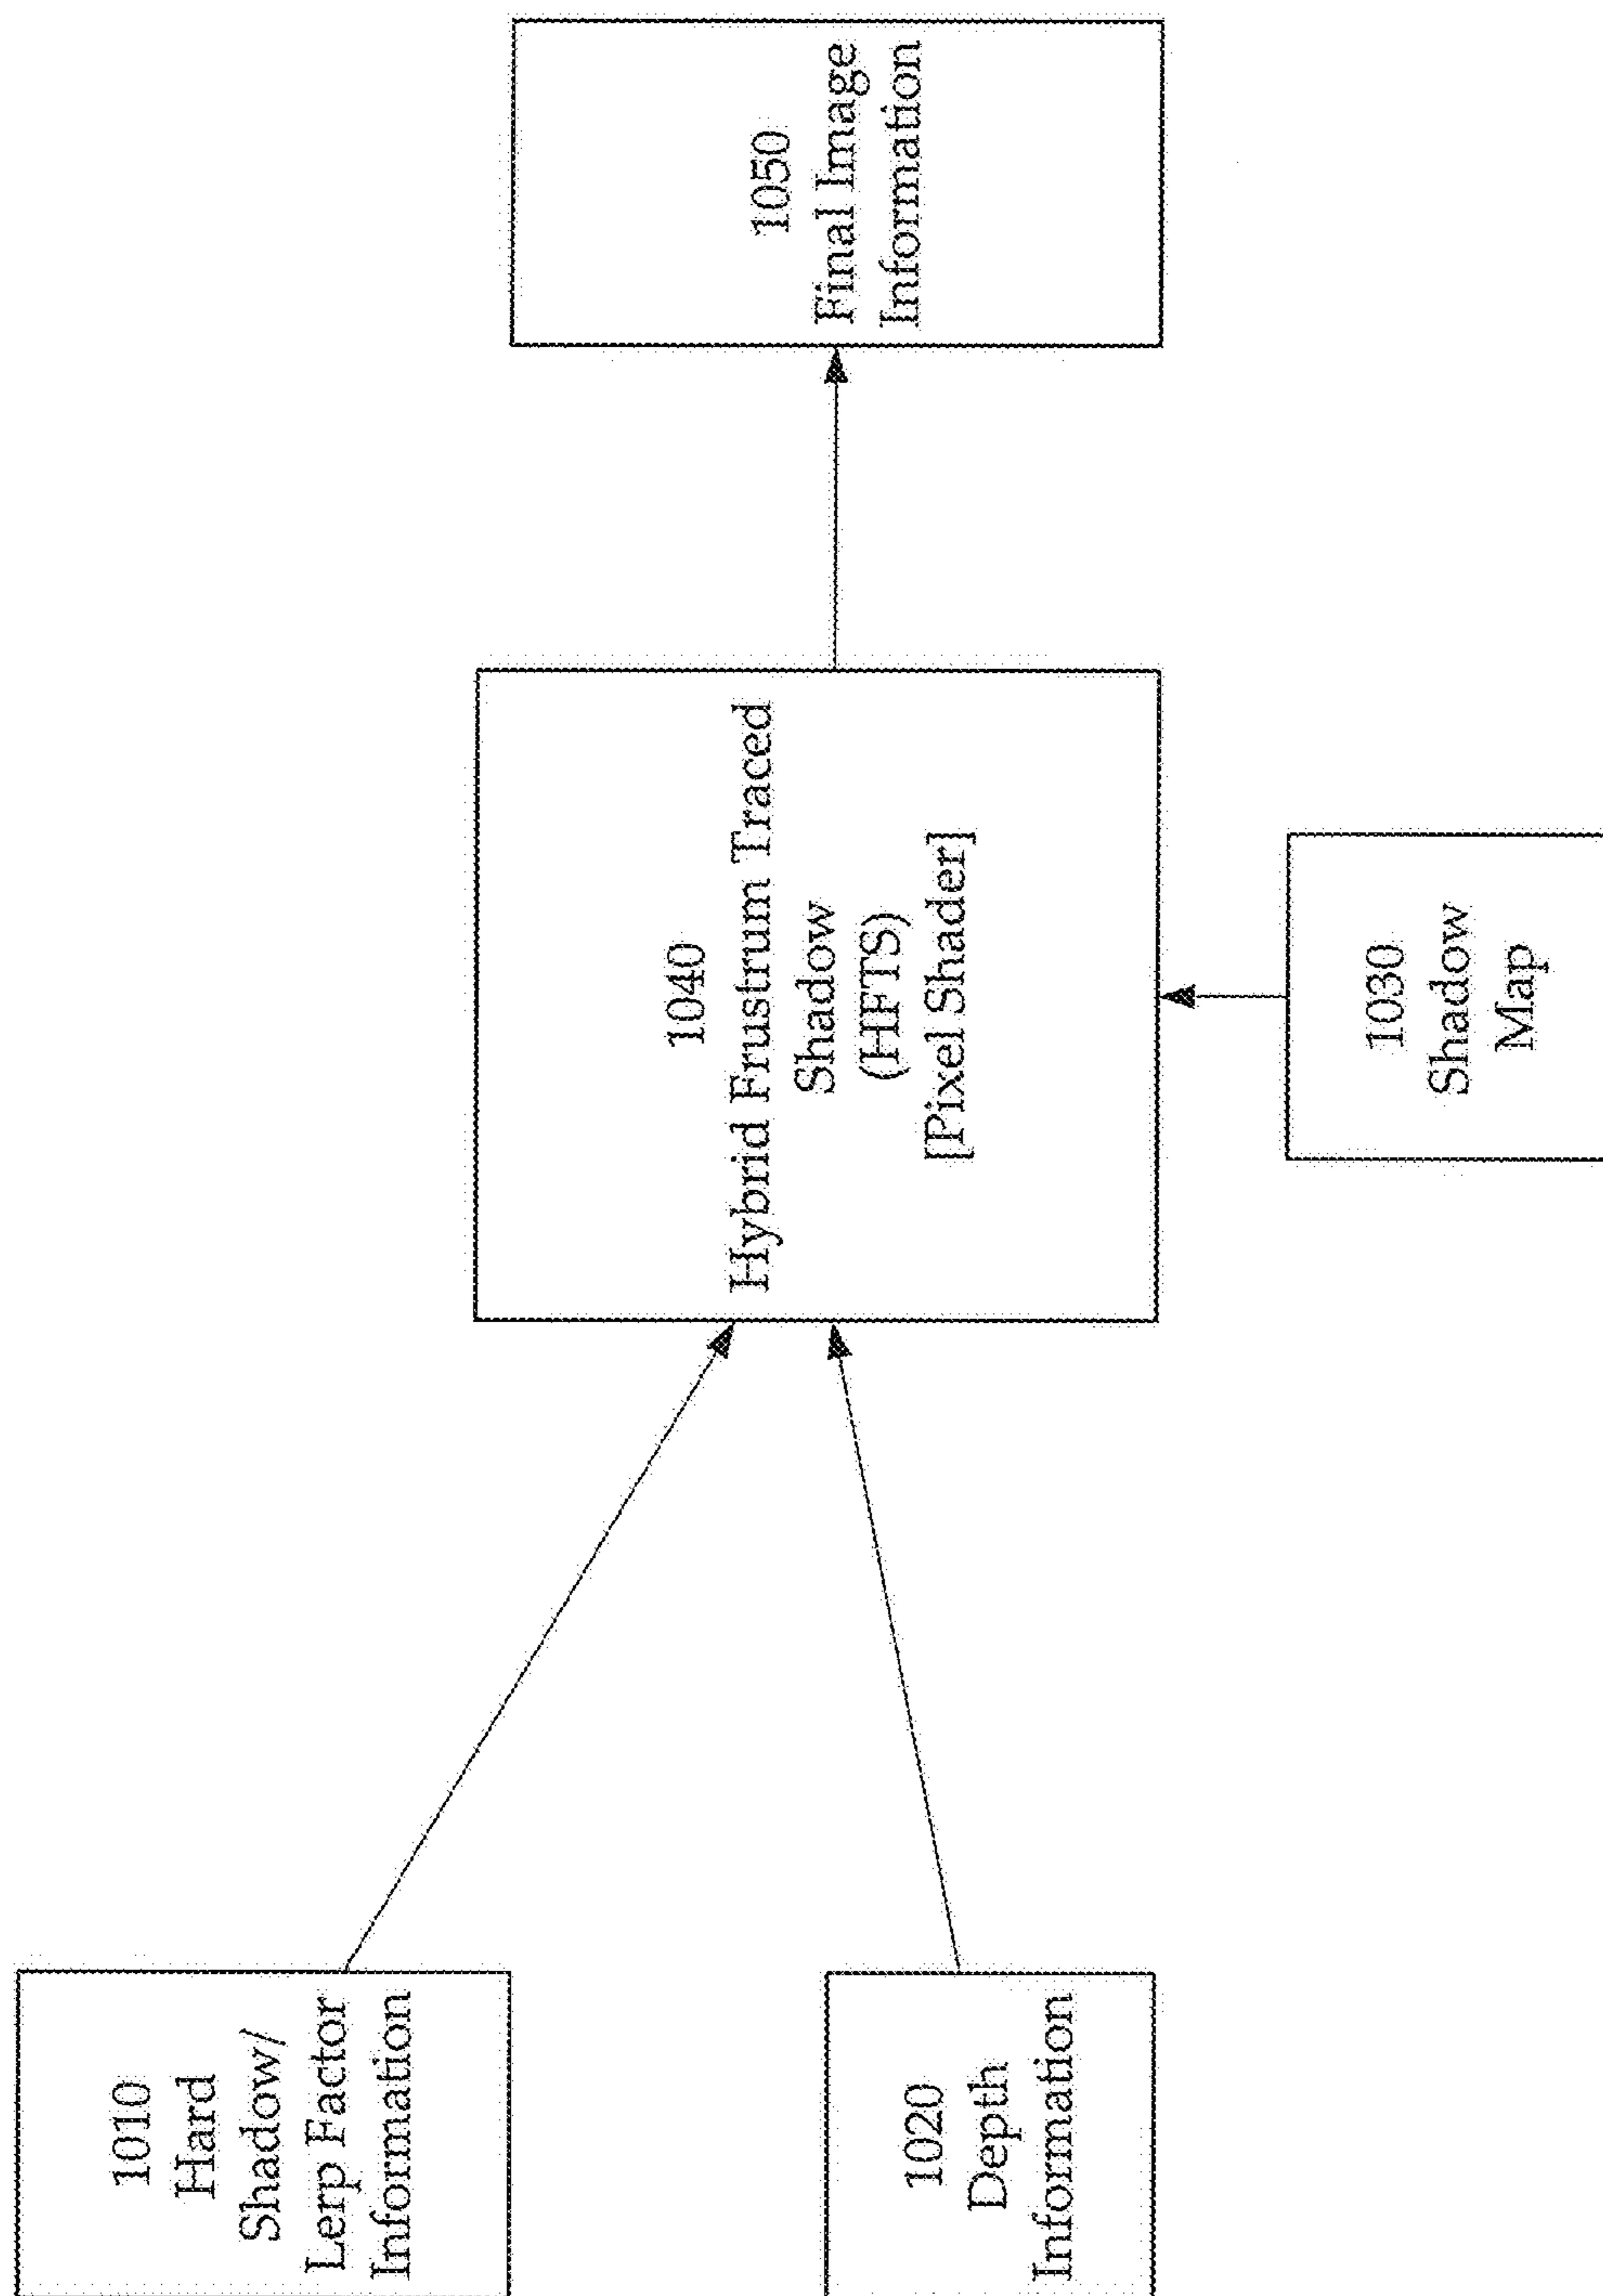 1010
Hard
Shadow/
Lerp Factor
Information
1020
Depth
Information
1040
Hybrid Frustrum Traced
Shadow
(HFTS)
[Pixel Shader]
1030
Shadow
Map
1050
Final Image
Information